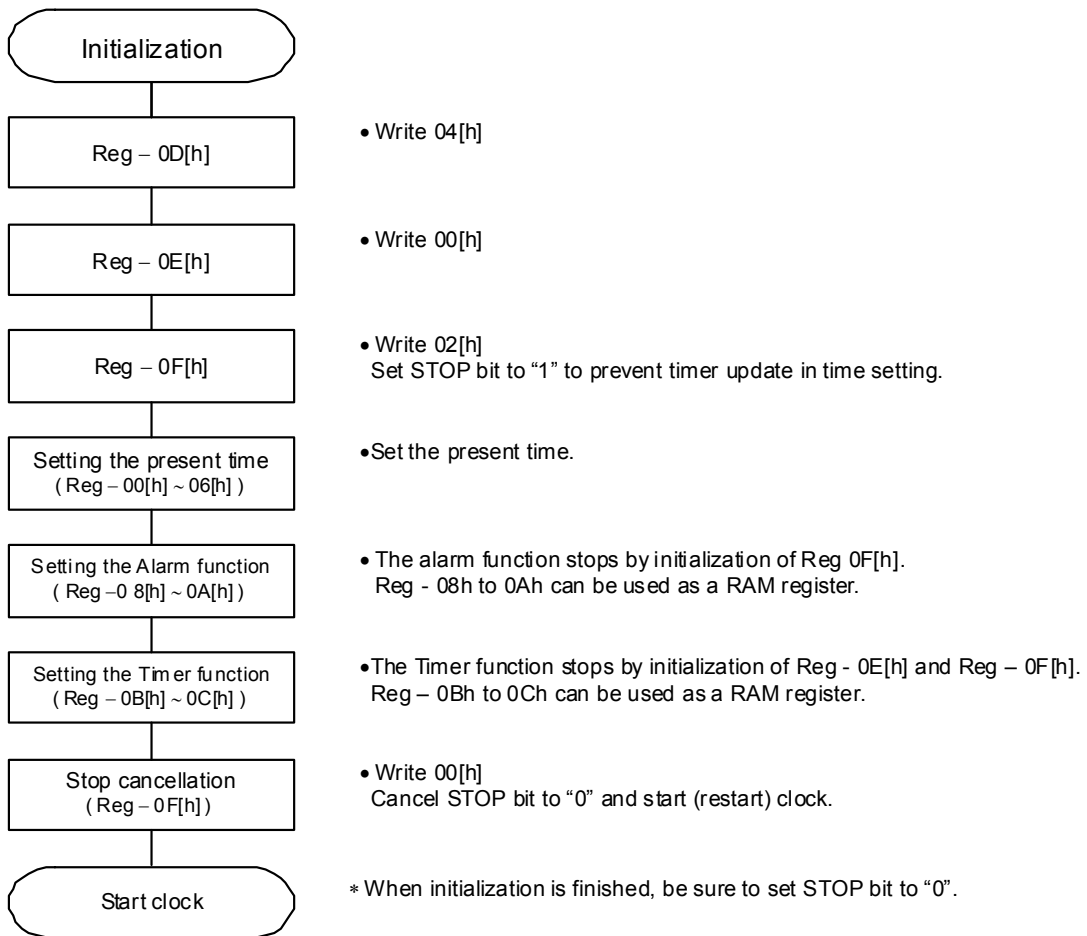 Initialization
Reg – 0D[h]
• Write 04[h]
Reg – 0E[h]
• Write 00[h]
Reg – 0F[h]
• Write 02[h]
Set STOP bit to “1” to prevent timer update in time setting.
Setting the present time
( Reg – 00[h] ~ 06[h] )
•Set the present time.
Setting the Alarm function
( Reg –0 8[h] ~ 0A[h] )
• The alarm function stops by initialization of Reg 0F[h].
Reg - 08h to 0Ah can be used as a RAM register.
Setting the Timer function
( Reg – 0B[h] ~ 0C[h] )
•The Timer function stops by initialization of Reg - 0E[h] and Reg – 0F[h].
Reg – 0Bh to 0Ch can be used as a RAM register.
Stop cancellation
( Reg – 0F[h] )
• Write 00[h]
Cancel STOP bit to “0” and start (restart) clock.
Start clock
* When initialization is finished, be sure to set STOP bit to “0”.